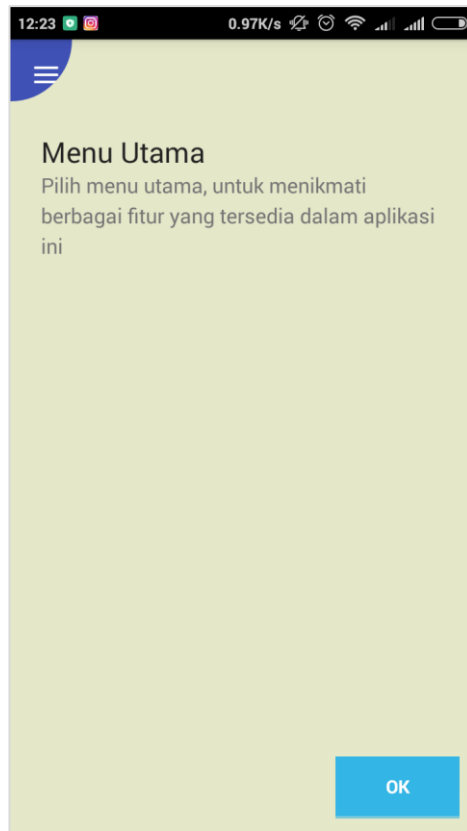 12:23 0.97K/s
Menu Utama
Pilih menu utama, untuk menikmati
berbagai fitur yang tersedia dalam aplikasi
ini
OK